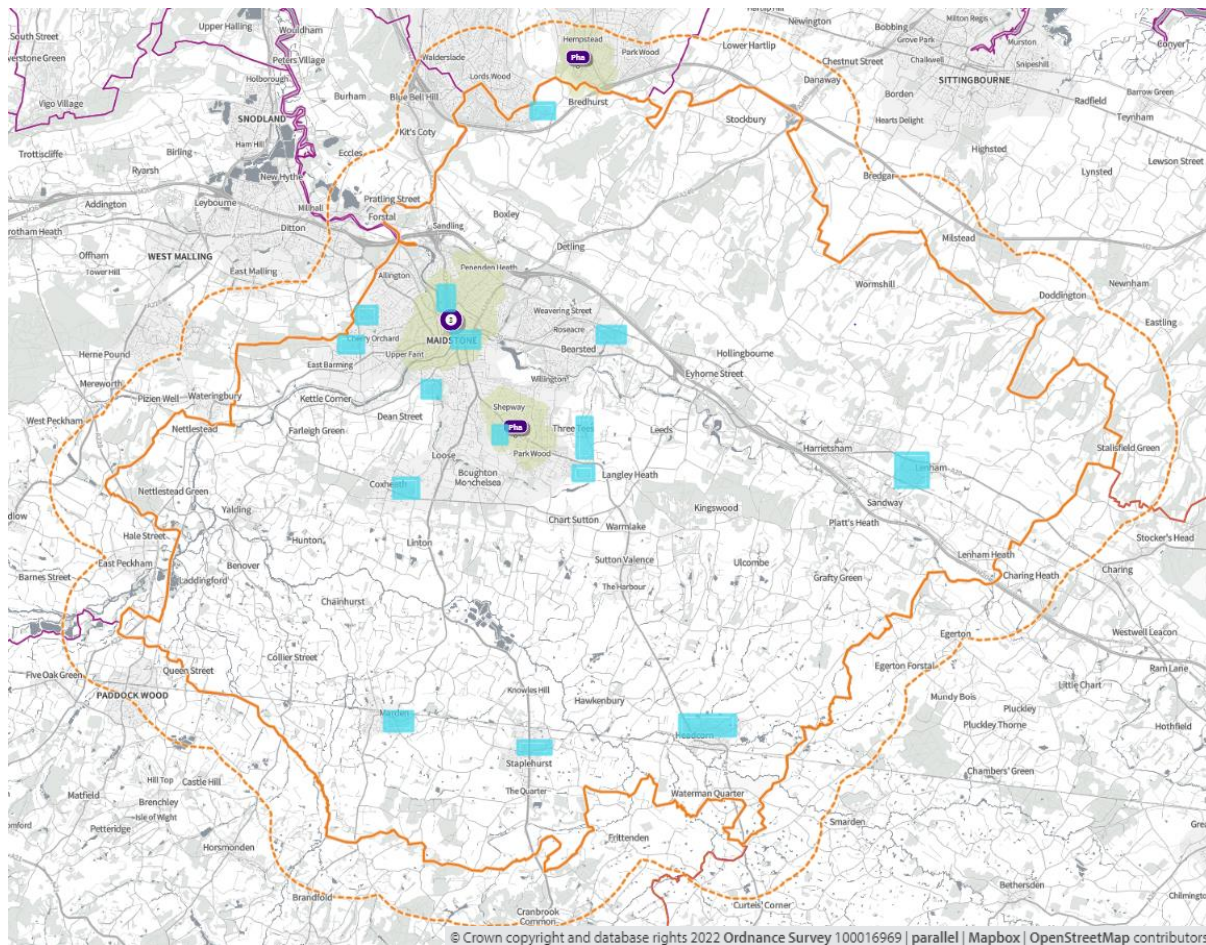 Upper Halling
Wouldham
Peters Village
Holborough
South Street
Vigo Village
SNODLAND
Ham Hill
Burham
Trottiscliffe
Birling
Ryarsh
New Hythe
Eccles
Addington
Leybourne
Millhall
Ditton
Offham
WEST MALLING
East Malling
Walderslade
Lords Wood
Blue Bell Hill
Kit's Coty
Hempstead
Park Wood
Pha
Bredhurst
Lower Hartlip
Newington
Chestnut Street
Danaway
Stockbury
Bobbing
Grove Park
Chalkwell
Milton Regis
Murston
Snipeshill
SITTINGBOURNE
Borden
Hearts Delight
Conyer
Barrow Green
Radfield
Teynham
Highsted
Lewson Street
Lynsted
Bredgar
Milstead
Newnham
Doddington
Eastling
Wormshill
Pratling Street
Forstal
Sandling
Boxley
Detling
Allington
Penenden Heath
Weavering Street
Roseacre
Bearsted
MAIDSTONE
Cherry Orchard
Upper Fant
East Barming
Herne Pound
Mereworth
Pizien Well
Wateringbury
Kettle Corner
Willington
Hollingbourne
Eyhorne Street
West Peckham
Nettlestead
Farleigh Green
Dean Street
Shepway
Pha
Three Tees
Leeds
Park Wood
Loose
Boughton
Monchelsea
Langley Heath
Harrietsham
Lenham
Sandway
Stalisfield Green
Nettlestead Green
Yalding
Coxheath
Chart Sutton
Warmlake
Kingswood
Platt's Heath
Stocker's Head
Hale Street
Hunton
Linton
Sutton Valence
Ulcombe
Lenham Heath
Charing Heath
Charing
Barnes Street
East Peckham
Laddingford
Benover
The Harbour
Grafty Green
Chainhurst
Egerton
Westwell Leacon
Five Oak Green
Queen Street
Collier Street
Egerton Forstal
Ram Lane
PADDOCK WOOD
Knowles Hill
Hawkenbury
Mundy Bois
Little Chart
Pluckley
Pluckley Thorne
Hothfield
Marden
Headcorn
Staplehurst
Chambers' Green
Hill Top
Castle Hill
Matfield
Brenchley
Isle of Wight
Petteridge
The Quarter
Waterman Quarter
Smarden
Horsmonden
Frittenden
Brandfold
Cranbrook
Common
Curteis' Corner
Bethersden
© Crown copyright and database rights 2022 Ordnance Survey 100016969 | parallel | Mapbox | OpenStreetMap contributors